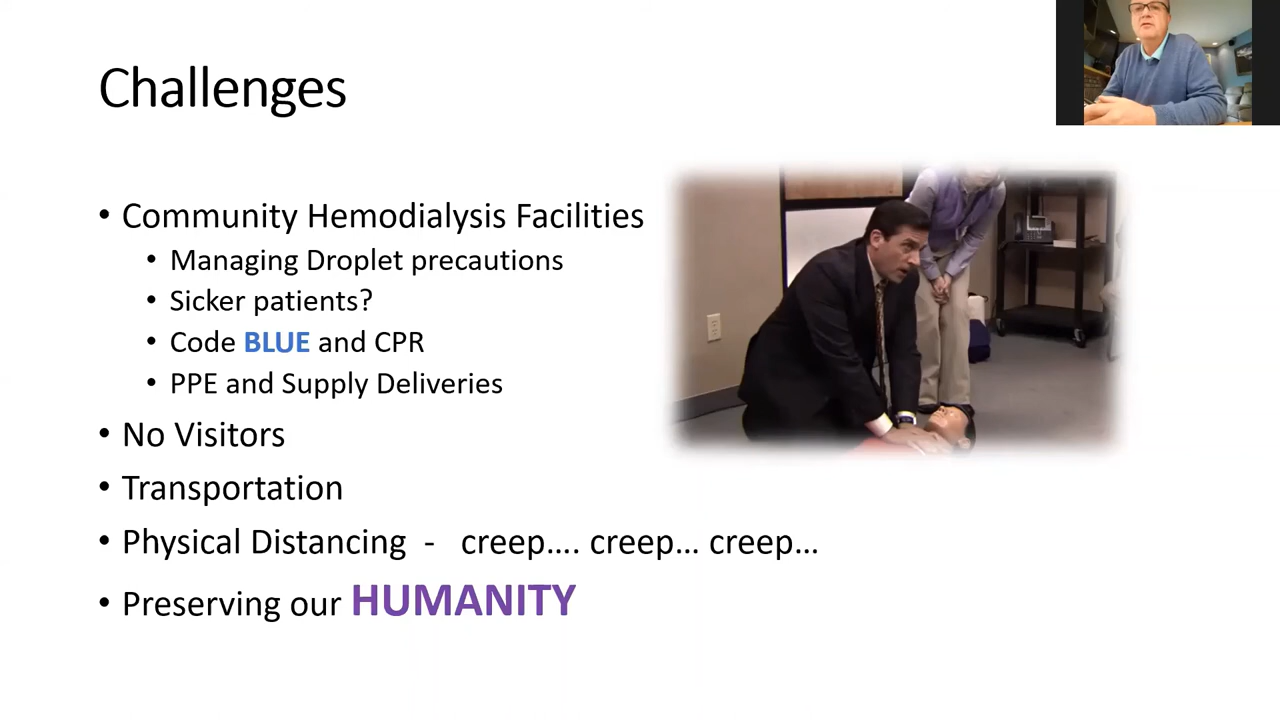 Challenges
• Community Hemodialysis Facilities
• Managing Droplet precautions
• Sicker patients?
• Code BLUE and CPR
• PPE and Supply Deliveries
• No Visitors
• Transportation
• Physical Distancing - creep…. creep… creep…
• Preserving our HUMANITY